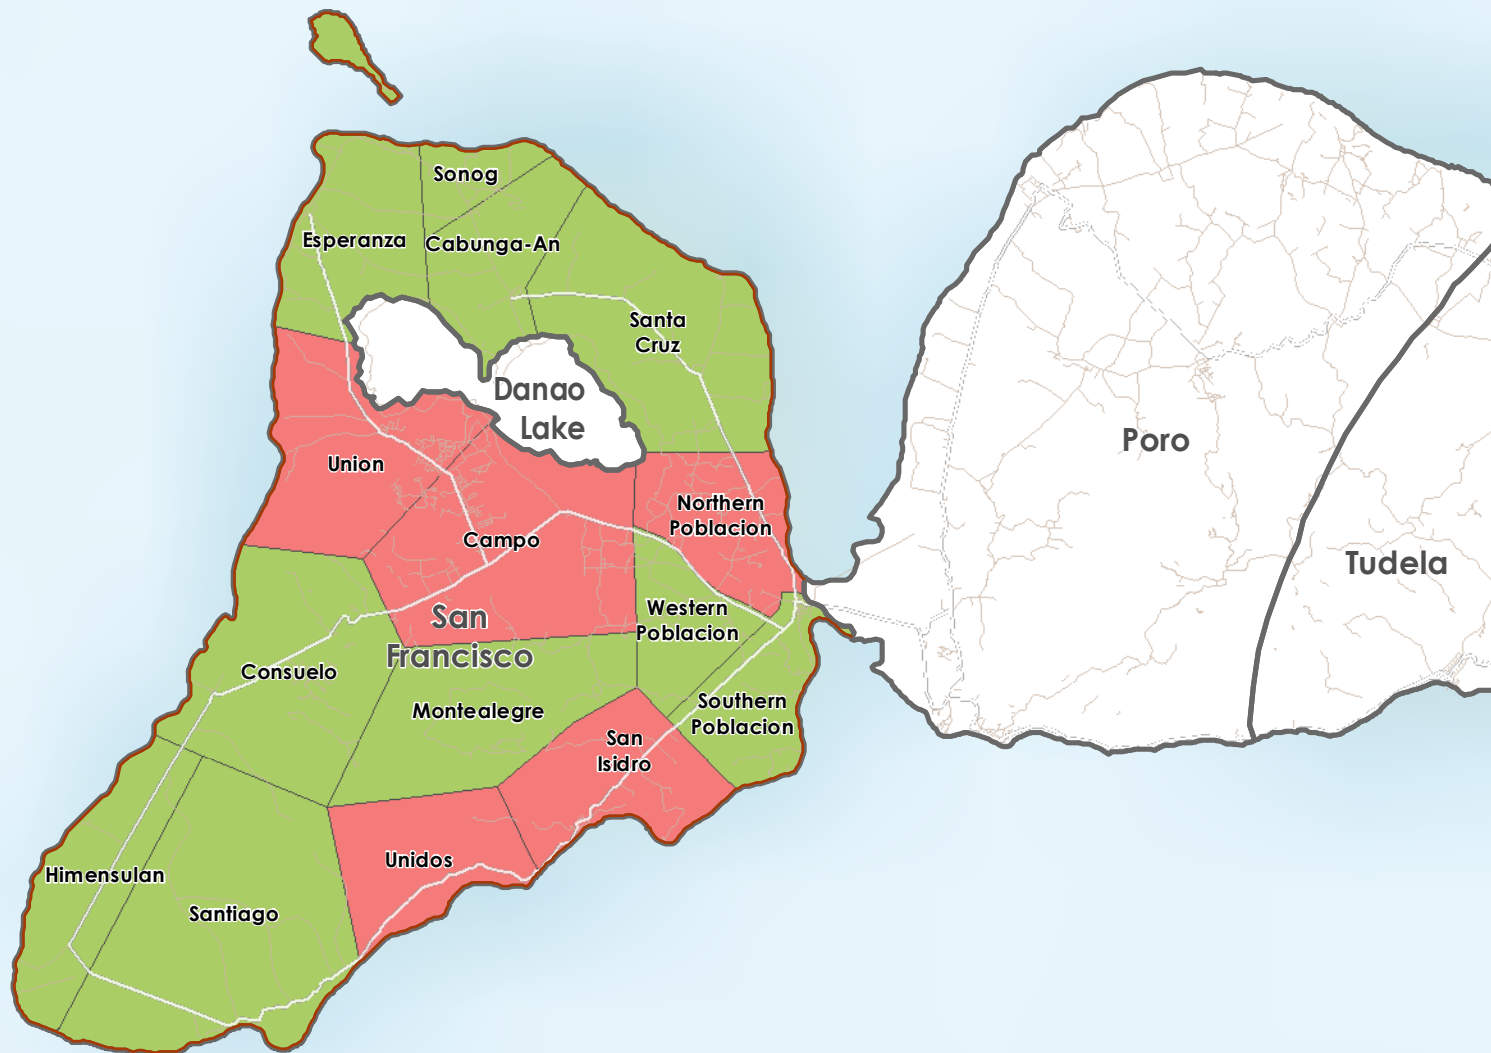 Sonog
Esperanza
Cabunga-An
Santa
Cruz
Danao
Lake
Poro
Union
Northern
Poblacion
Campo
Tudela
San
Francisco
Western
Poblacion
Consuelo
Montealegre
Southern
Poblacion
San
Isidro
Unidos
Himensulan
Santiago